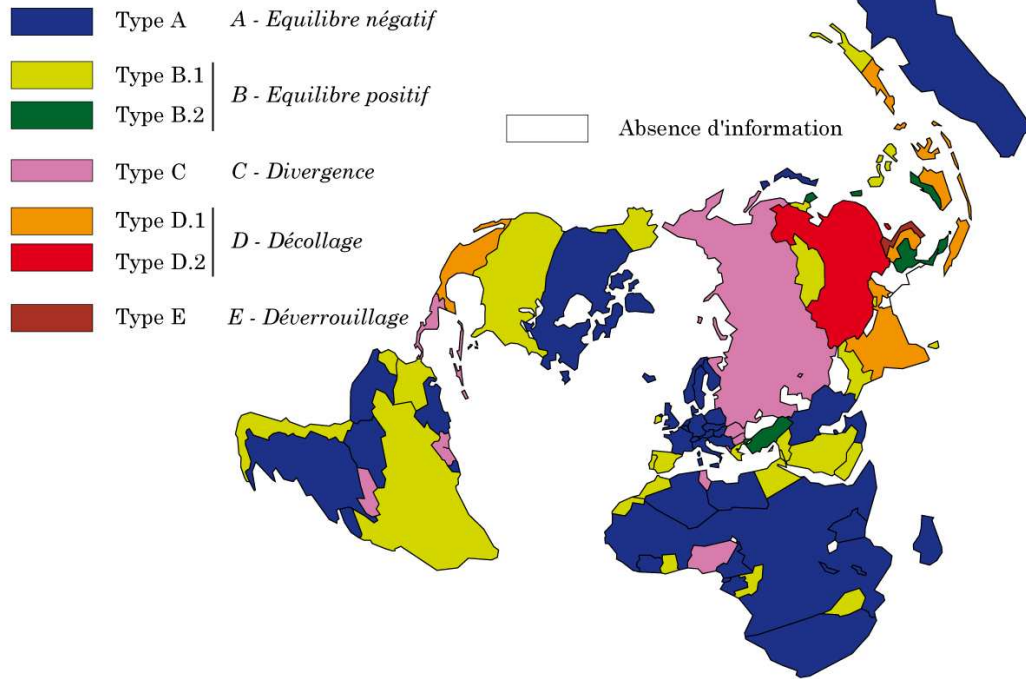 Type A A - Equilibre négatif
Type B.1
B - Equilibre positif
Type B.2
Absence d'information
Type C C - Divergence
Type D.1
D - Décollage
Type D.2
Type E E - Déverrouillage